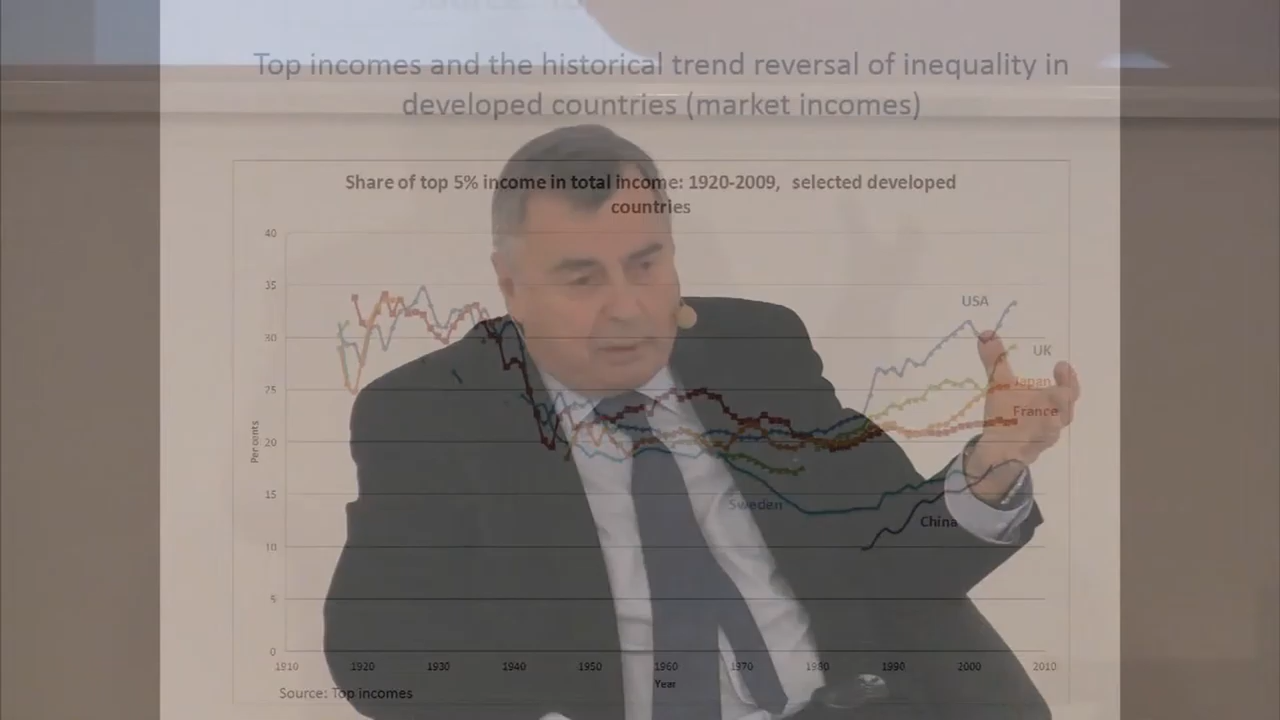 Top incomes and the historical trend reversal of inequality in
developed countries (market incomes)
Share of top 5% income in total income: 1920-2009, selected developed
countries
40
35
30
25
20
15
10
5
0
Per cents
USA
UK
Japan
France
Sweden
China
1910 1920 1930 1940 1950 1960 1970 1980 1990 2000 2010
Year
Source: Top incomes